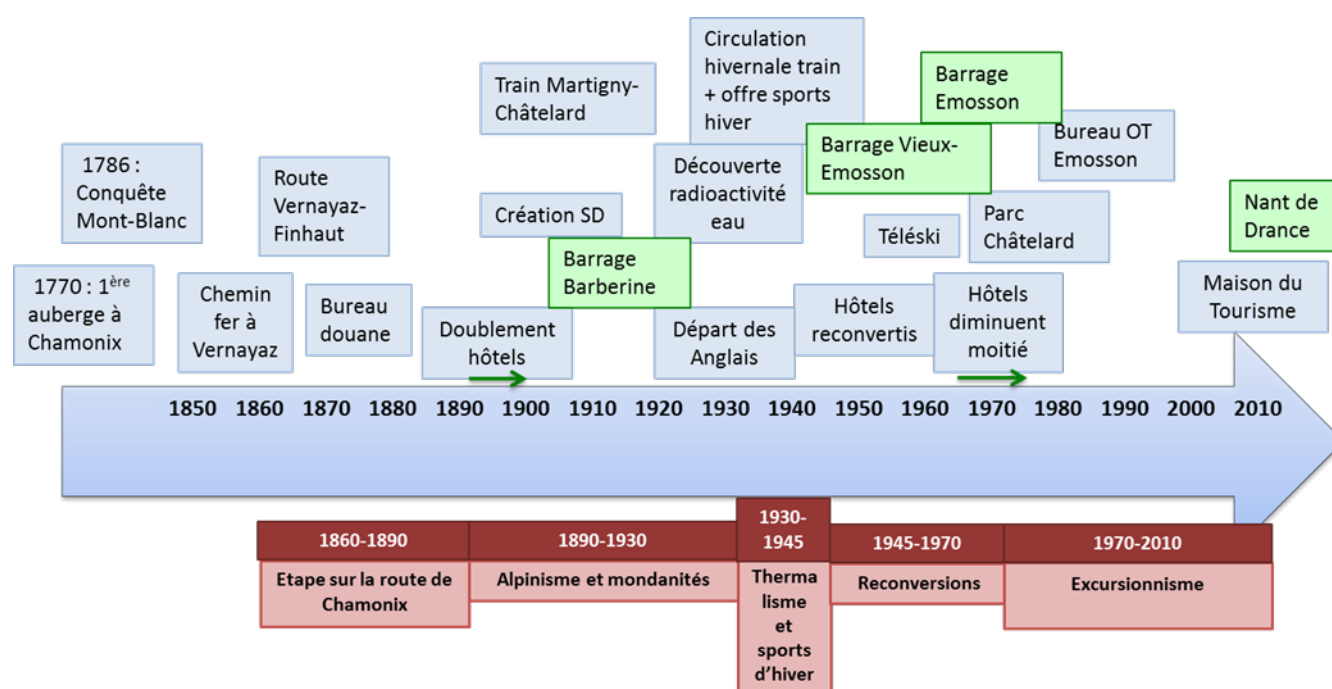 Circulation
hivernale train
+ offre sports
hiver
Barrage
Emosson
Train Martigny-
Châtelard
Bureau OT
Emosson
Barrage Vieux-
Emosson
1786 :
Conquête
Mont-Blanc
Route
Vernayaz-
Finhaut
Découverte
radioactivité
eau
Création SD
Téléski
Parc
Châtelard
Nant de
Drance
Barrage
Barberine
1770 : 1ère
auberge à
Chamonix
Chemin
fer à
Vernayaz
Bureau
douane
Doublement
hôtels
Départ des
Anglais
Hôtels
reconvertis
Hôtels
diminuent
moitié
Maison du
Tourisme
1850 1860 1870 1880 1890 1900 1910 1920 1930 1940 1950 1960 1970 1980 1990 2000 2010
1860-1890
Etape sur la route de
Chamonix
1890-1930
Alpinisme et mondanités
1930-
1945
Therma
lisme
et
sports
d'hiver
1945-1970
Reconversions
1970-2010
Excursionnisme